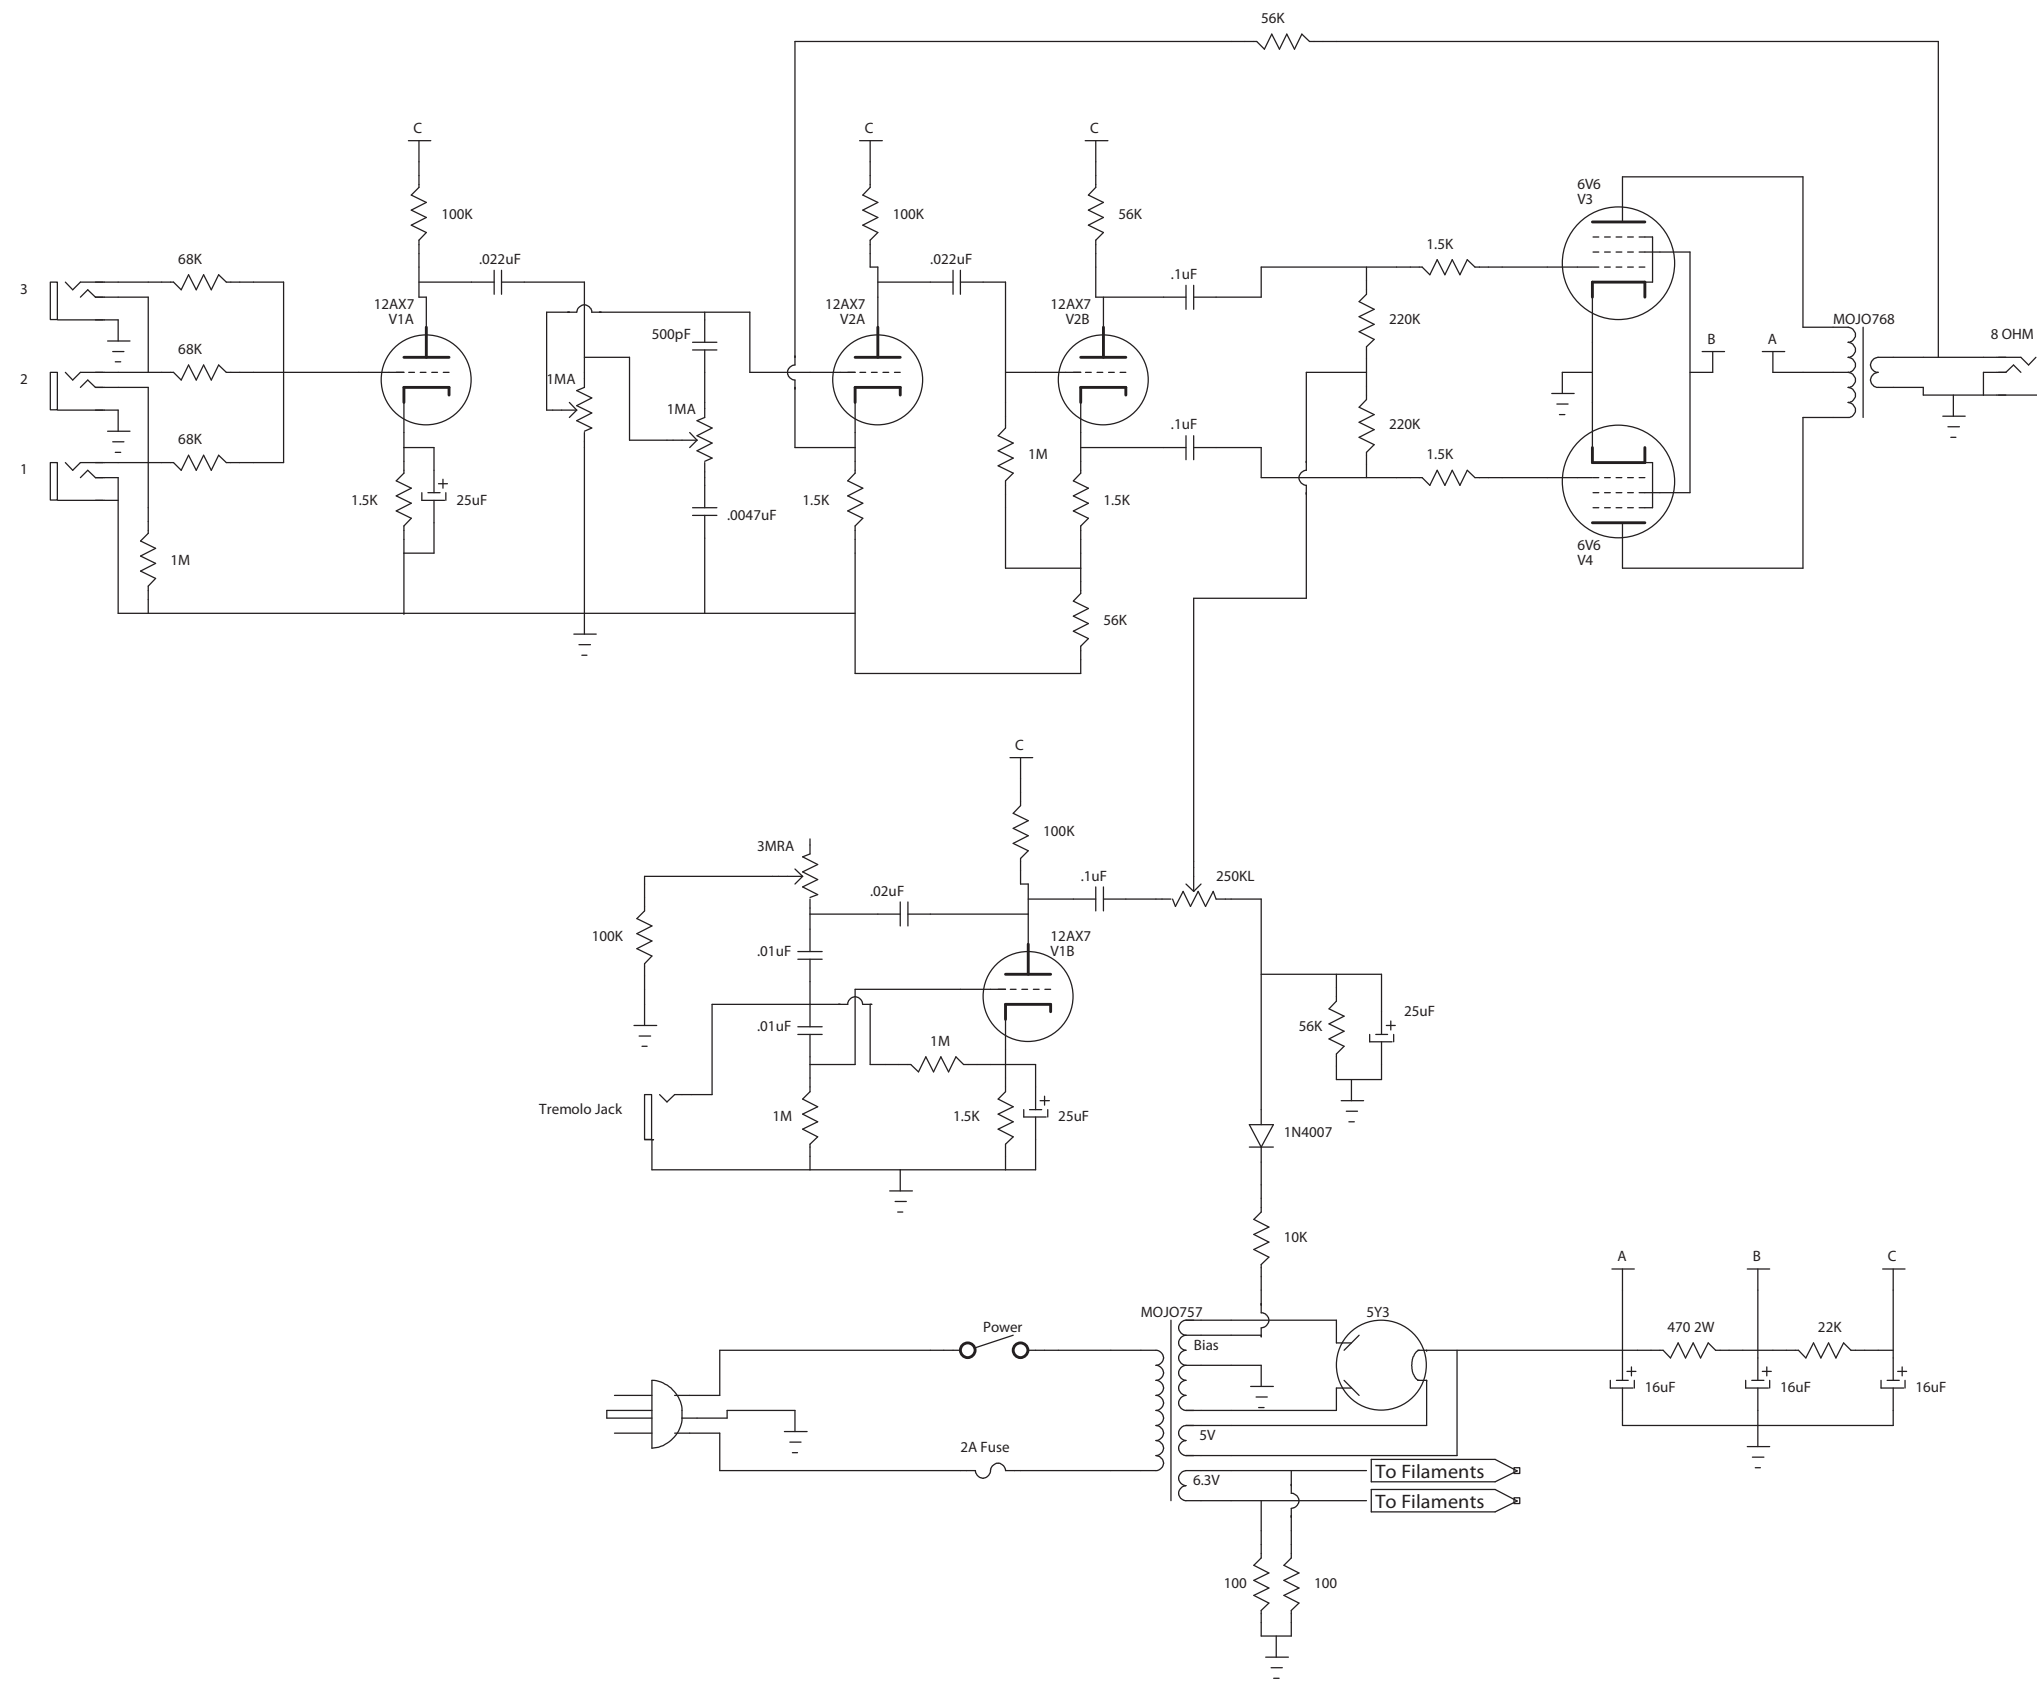 56K
C
C
C
100K
100K
56K
6V6
V3
1.5K
68K
.022uF
.022uF
.1uF
3
12AX7
V1A
12AX7
V2A
12AX7
V2B
500pF
220K
MOJO768
8 OHM
68K
B
A
2
1MA
1MA
68K
.1uF
220K
1M
1.5K
1
1.5K
25uF
.0047uF
1.5K
1.5K
6V6
V4
1M
56K
C
100K
3MRA
.02uF
.1uF
250KL
100K
.01uF
12AX7
V1B
.01uF
56K
25uF
1M
Tremolo Jack
1M
1.5K
25uF
1N4007
10K
A
B
C
MOJO757
5Y3
Power
Bias
470 2W
22K
16uF
16uF
16uF
2A Fuse
5V
6.3V
To Filaments
To Filaments
100
100